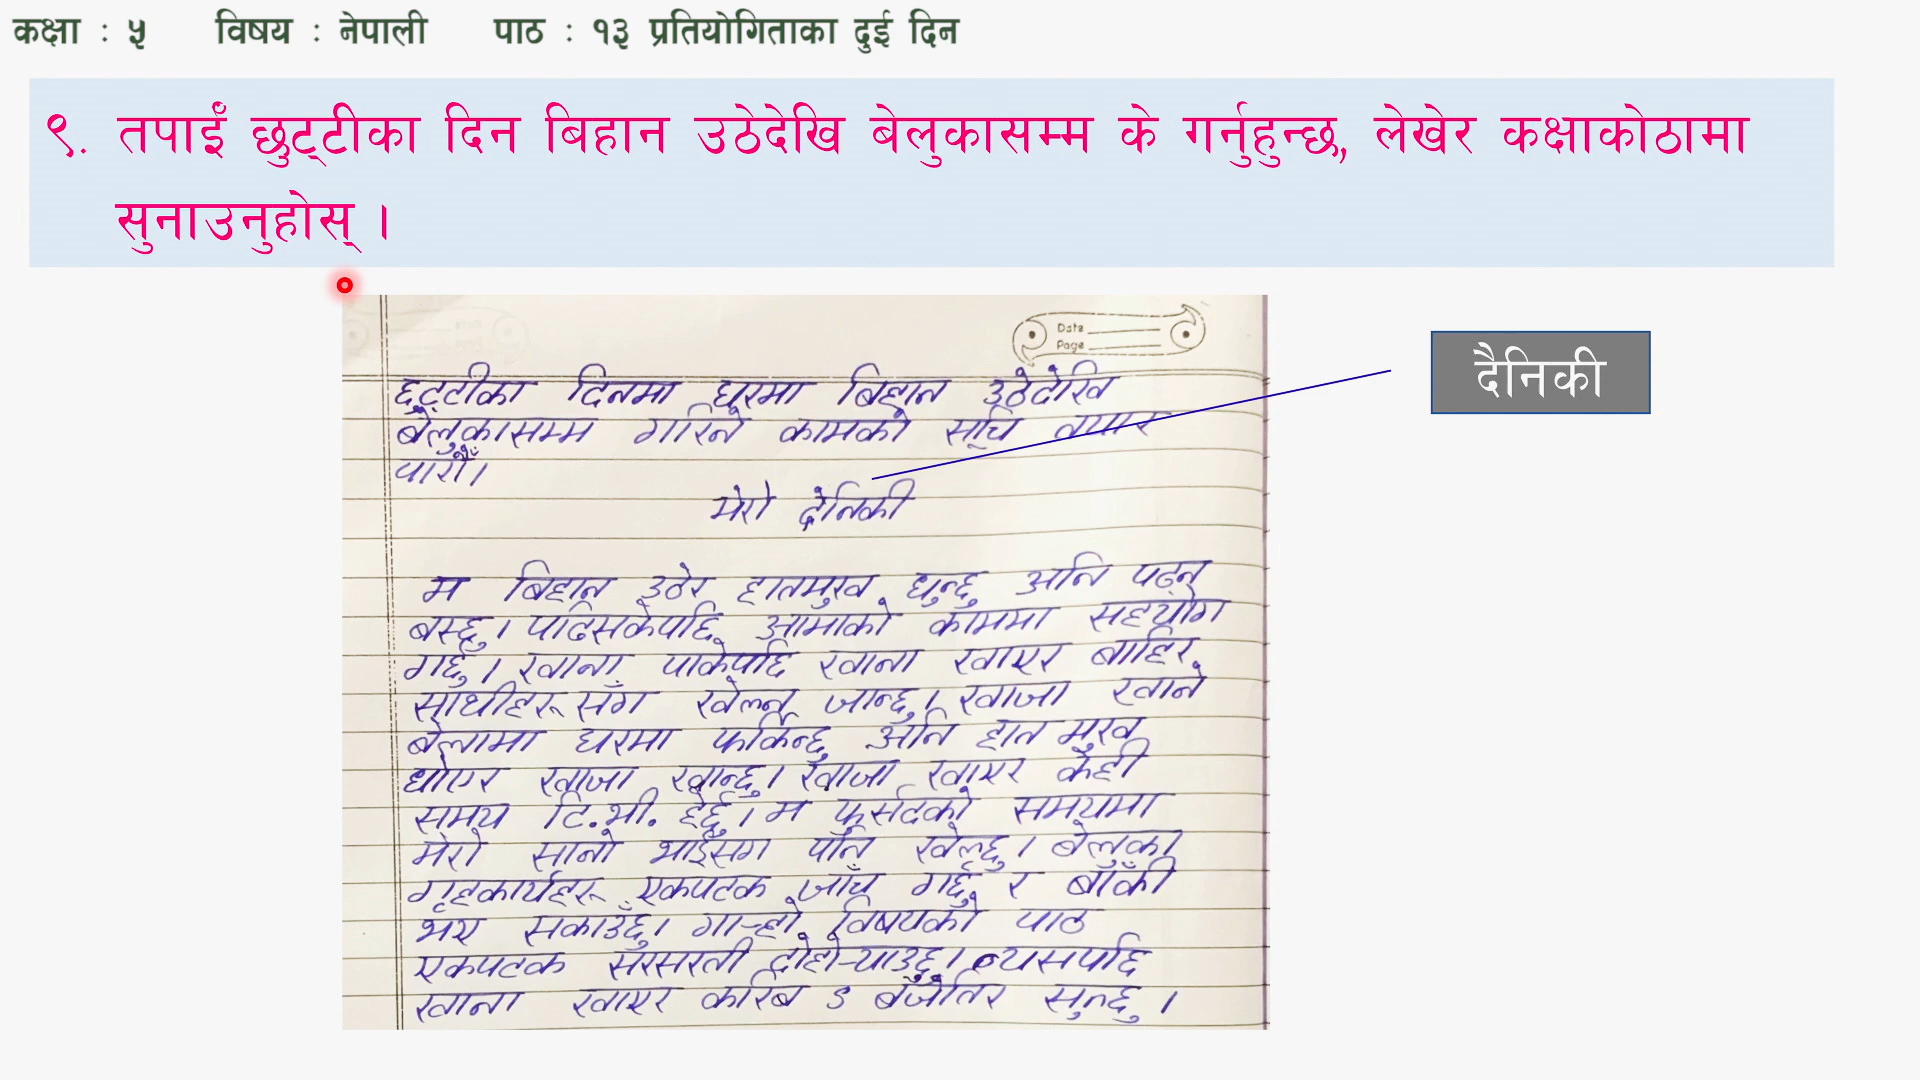 कक्षा : ५ विषय : नेपाली पाठ : १३ प्रतियोगिताका दुई दिन
९. तपाईँ छुट्टीका दिन बिहान उठेदेखि बेलुकासम्म के गर्नुहुन्छ, लेखेर कक्षाकोठामा
सुनाउनुहोस् ।
Date
Page
दैनिकी
छुट्टीका दिनमा घरमा बिहान उठेदेखि
बेलुकासम्म गरिने कामको सूचि तयार
पारौँ।
मेरो दैनिकी
म बिहान उठेर हातमुख धुन्छु अनि पढ्न
बस्छु। पढिसकेपछि आमाको काममा सहयोग
गर्छु। खाना पाकेपछि खाना खाएर बाहिर
साथीहरूसँग खेल्न जान्छु। खाजा खाने
बेलामा घरमा फर्किन्छु अनि हात मुख
धोएर खाजा खान्छु। खाजा खाएर केही
समय टि.भी. हेर्छु। म फूर्सदको समयमा
मेरो सानो भाईसग पनि खेल्छु। बेलुका
गृहकार्यहरू एकपटक जाँच गर्छु र बाँकी
भए सकाउँछु। गाऱ्हो विषयको पाठ
एकपटक सरसरती दोहोऱ्याउछु। त्यसपछि
खाना खाएर करिब ९ बजेतिर सुत्छु ।